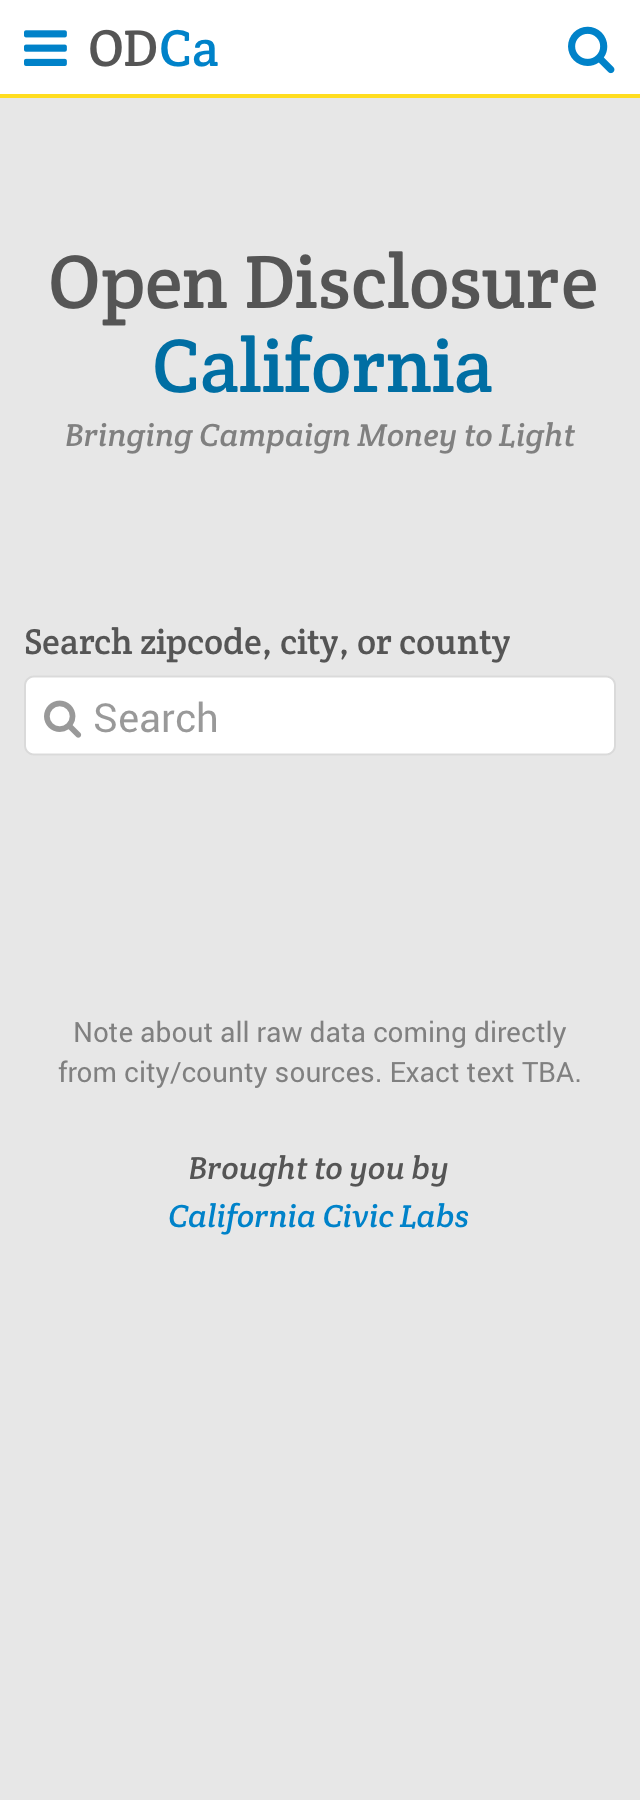 ODCa
Open Disclosure
California
Bringing Campaign Money to Light
Search zipcode, city, or county
Search
Note about all raw data coming directly
from city/county sources. Exact text TBA.
Brought to you by
California Civic Labs